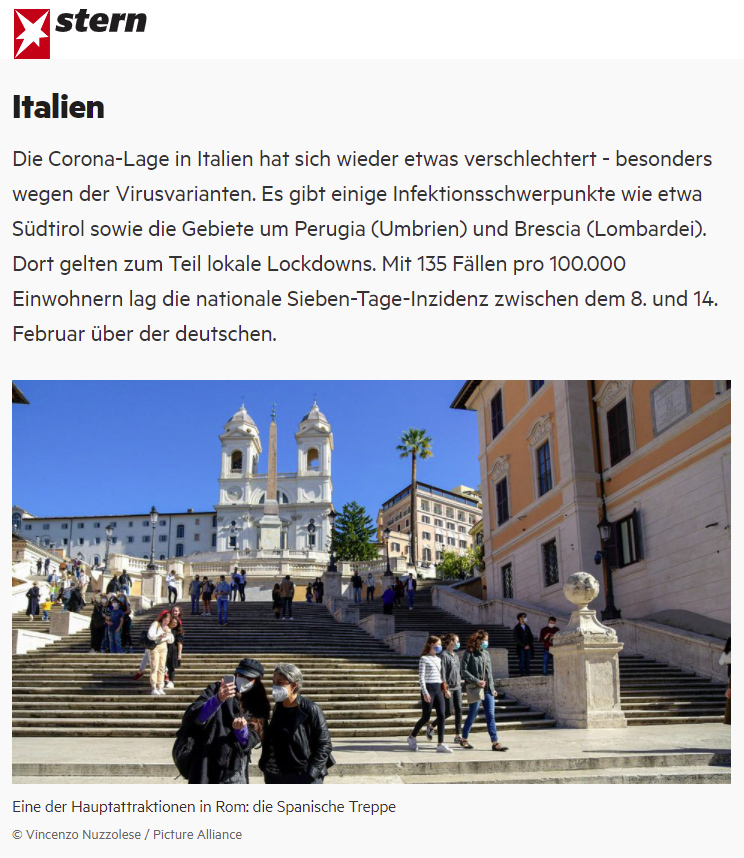 stern
Italien
Die Corona-Lage in Italien hat sich wieder etwas verschlechtert - besonders
wegen der Virusvarianten. Es gibt einige Infektionsschwerpunkte wie etwa
Südtirol sowie die Gebiete um Perugia (Umbrien) und Brescia (Lombardei).
Dort gelten zum Teil lokale Lockdowns. Mit 135 Fällen pro 100.000
Einwohnern lag die nationale Sieben-Tage-Inzidenz zwischen dem 8. und 14.
Februar über der deutschen.
Eine der Hauptattraktionen in Rom: die Spanische Treppe
© Vincenzo Nuzzolese / Picture Alliance